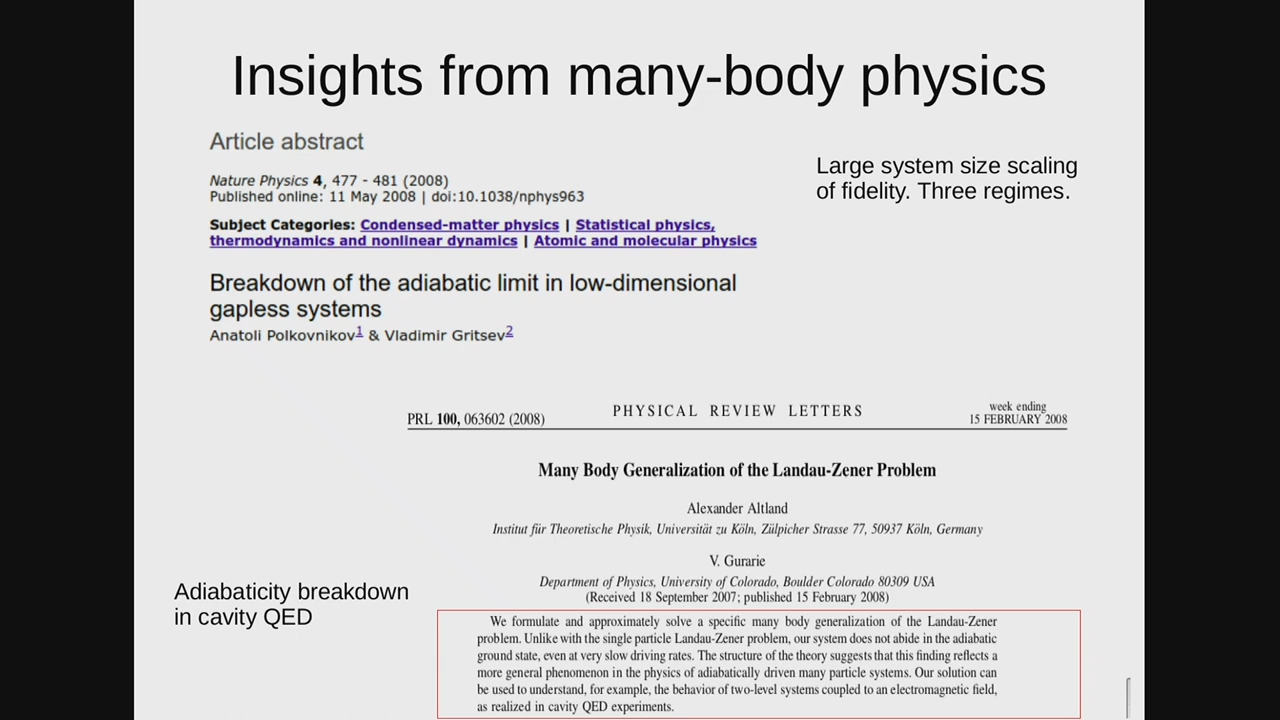 Insights from many-body physics
Article abstract
Nature Physics 4, 477 - 481 (2008)
Published online: 11 May 2008 | doi:10.1038/nphys963
Subject Categories: Condensed-matter physics | Statistical physics,
thermodynamics and nonlinear dynamics | Atomic and molecular physics
Breakdown of the adiabatic limit in low-dimensional
gapless systems
Anatoli Polkovnikov1 & Vladimir Gritsev2
Large system size scaling
of fidelity. Three regimes.
PRL 100, 063602 (2008)
PHYSICAL REVIEW LETTERS
week ending
15 FEBRUARY 2008
Many Body Generalization of the Landau-Zener Problem
Alexander Altland
Institut für Theoretische Physik, Universität zu Köln, Zülpicher Strasse 77, 50937 Köln, Germany
V. Gurarie
Department of Physics, University of Colorado, Boulder Colorado 80309 USA
(Received 18 September 2007; published 15 February 2008)
Adiabaticity breakdown
in cavity QED
We formulate and approximately solve a specific many body generalization of the Landau-Zener
problem. Unlike with the single particle Landau-Zener problem, our system does not abide in the adiabatic
ground state, even at very slow driving rates. The structure of the theory suggests that this finding reflects a
more general phenomenon in the physics of adiabatically driven many particle systems. Our solution can
be used to understand, for example, the behavior of two-level systems coupled to an electromagnetic field,
as realized in cavity QED experiments.